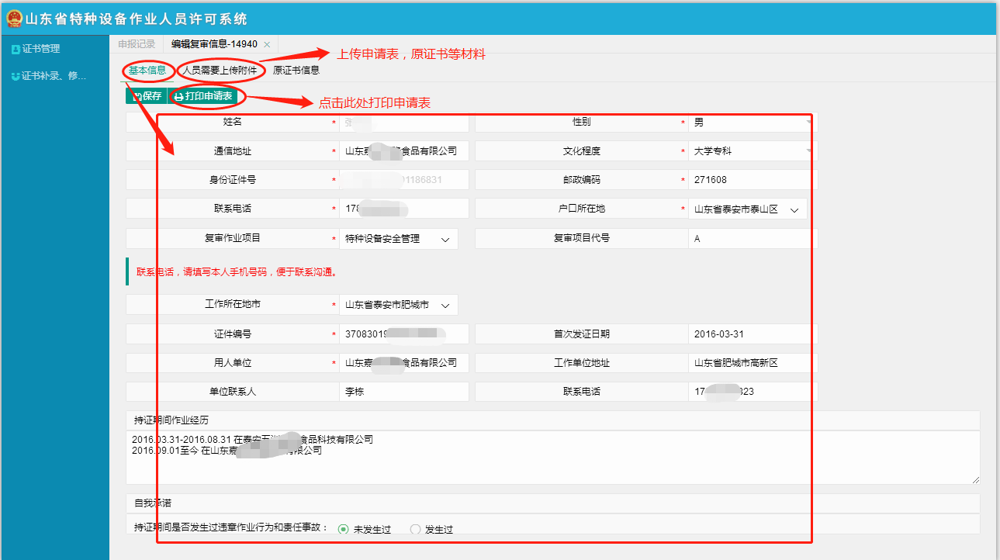 山东省特种设备作业人员许可系统
证书管理
证书补录、修...
申报记录 编辑复审信息-14940 ×
上传申请表，原证书等材料
基本信息 人员需要上传附件 原证书信息
保存 打印申请表
点击此处打印申请表
姓名 * 张 性别 * 男
通信地址 * 山东 食品有限公司 文化程度 * 大学专科
身份证件号 * 01186831 邮政编码 * 271608
联系电话 * 178 户口所在地 * 山东省泰安市泰山区
复审作业项目 * 特种设备安全管理 复审项目代号 A
联系电话，请填写本人手机号码，便于联系沟通。
工作所在地市 * 山东省泰安市肥城市
证件编号 * 37083019 首次发证日期 2016-03-31
用人单位 * 山东嘉 食品有限公司 工作单位地址 山东省肥城市高新区
单位联系人 李栋 联系电话 17 323
持证期间作业经历
2016.03.31-2016.08.31 在泰安五洲 食品科技有限公司
2016.09.01至今 在山东嘉 有限公司
自我承诺
持证期间是否发生过违章作业行为和责任事故： 未发生过 发生过